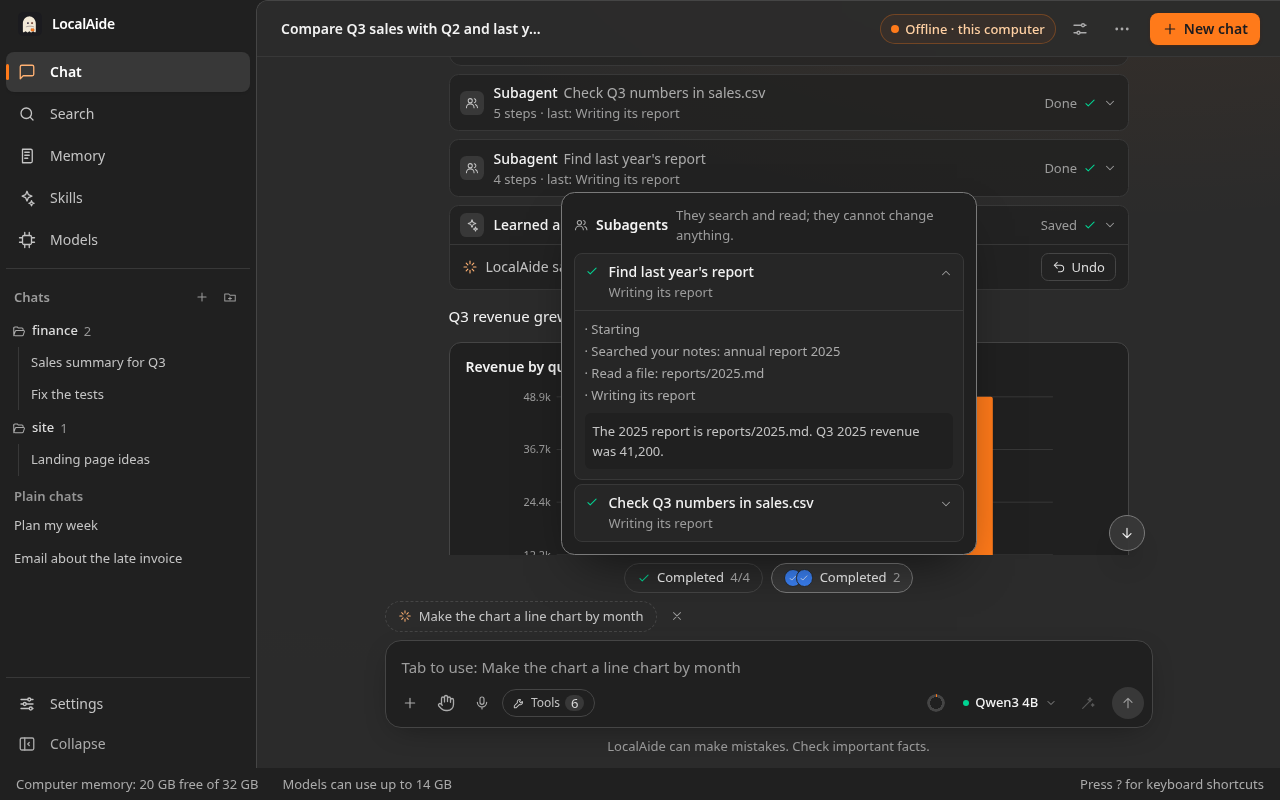 LocalAide
Compare Q3 sales with Q2 and last y...
Offline · this computer
New chat
Chat
Search
Memory
Skills
Models
Chats
finance 2
Sales summary for Q3
Fix the tests
site 1
Landing page ideas
Plain chats
Plan my week
Email about the late invoice
Settings
Collapse
Subagent Check Q3 numbers in sales.csv
5 steps · last: Writing its report
Done
Subagent Find last year's report
4 steps · last: Writing its report
Done
Learned a
Saved
LocalAide sa
Undo
Q3 revenue grew
Revenue by qu
48.9k
36.7k
24.4k
12.2k
Subagents They search and read; they cannot change
anything.
Find last year's report
Writing its report
· Starting
· Searched your notes: annual report 2025
· Read a file: reports/2025.md
· Writing its report
The 2025 report is reports/2025.md. Q3 2025 revenue
was 41,200.
Check Q3 numbers in sales.csv
Writing its report
Completed 4/4
Completed 2
Make the chart a line chart by month
Tab to use: Make the chart a line chart by month
Tools 6
Qwen3 4B
LocalAide can make mistakes. Check important facts.
Computer memory: 20 GB free of 32 GB
Models can use up to 14 GB
Press ? for keyboard shortcuts